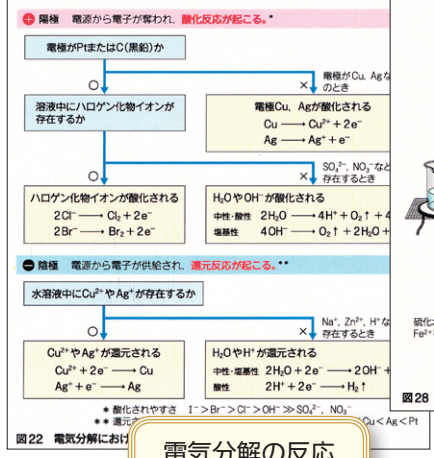 ⊕ 陽極 電源から電子が奪われ、酸化反応が起こる。*
電極がPtまたはC(黒鉛)か
○
×
電極がCu, Agな
のとき
溶液中にハロゲン化物イオンが
存在するか
電極Cu, Agが酸化される
Cu ⟶ Cu²⁺ + 2e⁻
Ag ⟶ Ag⁺ + e⁻
○
×
SO₄²⁻, NO₃⁻など
存在するとき
ハロゲン化物イオンが酸化される
2Cl⁻ ⟶ Cl₂ + 2e⁻
2Br⁻ ⟶ Br₂ + 2e⁻
H₂OやOH⁻が酸化される
中性・酸性 2H₂O ⟶ 4H⁺ + O₂↑ + 4
塩基性 4OH⁻ ⟶ O₂↑ + 2H₂O +
⊖ 陰極 電源から電子が供給され、還元反応が起こる。**
水溶液中にCu²⁺やAg⁺が存在するか
○
×
Na⁺, Zn²⁺, H⁺な
存在するとき
Cu²⁺やAg⁺が還元される
Cu²⁺ + 2e⁻ ⟶ Cu
Ag⁺ + e⁻ ⟶ Ag
H₂OやH⁺が還元される
中性・塩基性 2H₂O + 2e⁻ ⟶ 2OH⁻ +
酸性 2H⁺ + 2e⁻ ⟶ H₂↑
* 酸化されやすさ I⁻ > Br⁻ > Cl⁻ > OH⁻ ≫ SO₄²⁻, NO₃⁻
** 還元さ
Cu < Ag < Pt
図22 電気分解におけ
電気分解の反応
硫化水
Fe²⁺
図28